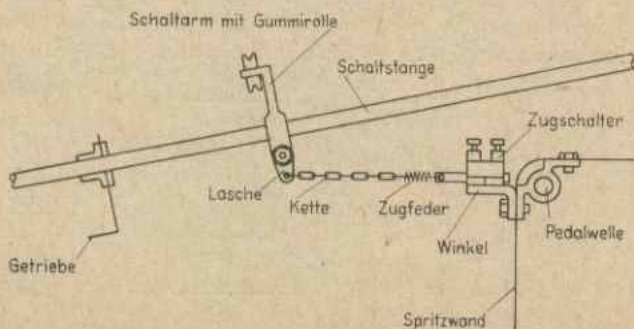 Schaltarm mit Gummirolle
Schaltstange
Zugschalter
Lasche
Kette
Zugfeder
Winkel
Pedalwelle
Getriebe
Spritzwand